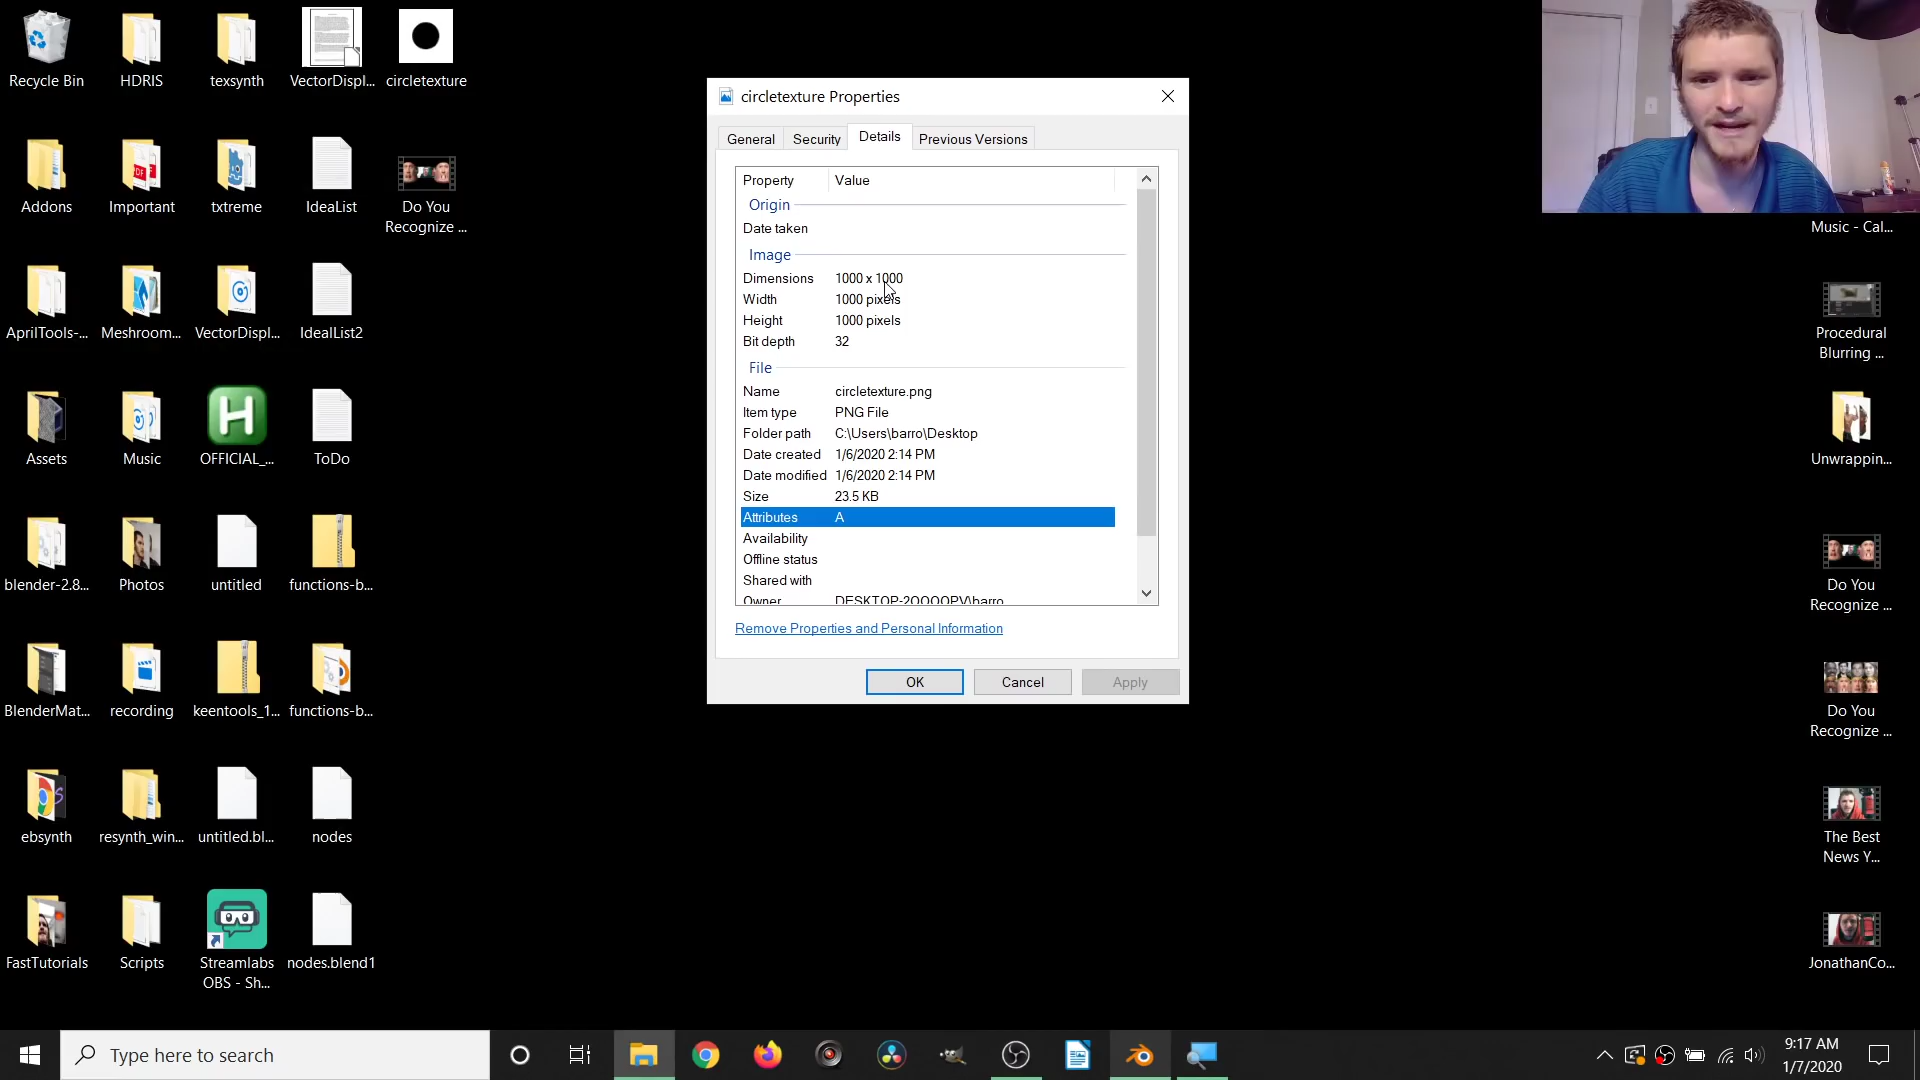 Recycle Bin
HDRIS
texsynth
VectorDispl...
circletexture
Addons
Important
txtreme
IdeaList
Do You
Recognize ...
AprilTools-...
Meshroom...
VectorDispl...
IdealList2
Assets
Music
OFFICIAL_...
ToDo
blender-2.8...
Photos
untitled
functions-b...
BlenderMat...
recording
keentools_1...
functions-b...
ebsynth
resynth_win...
untitled.bl...
nodes
FastTutorials
Scripts
Streamlabs
OBS - Sh...
nodes.blend1
circletexture Properties
General
Security
Details
Previous Versions
Property Value
Origin
Date taken
Image
Dimensions 1000 x 1000
Width 1000 pixels
Height 1000 pixels
Bit depth 32
File
Name circletexture.png
Item type PNG File
Folder path C:\Users\barro\Desktop
Date created 1/6/2020 2:14 PM
Date modified 1/6/2020 2:14 PM
Size 23.5 KB
Attributes A
Availability
Offline status
Shared with
Owner
Remove Properties and Personal Information
OK
Cancel
Apply
Music - Cal...
Procedural
Blurring ...
Unwrappin...
Do You
Recognize ...
Do You
Recognize ...
The Best
News Y...
JonathanCo...
Type here to search
9:17 AM
1/7/2020